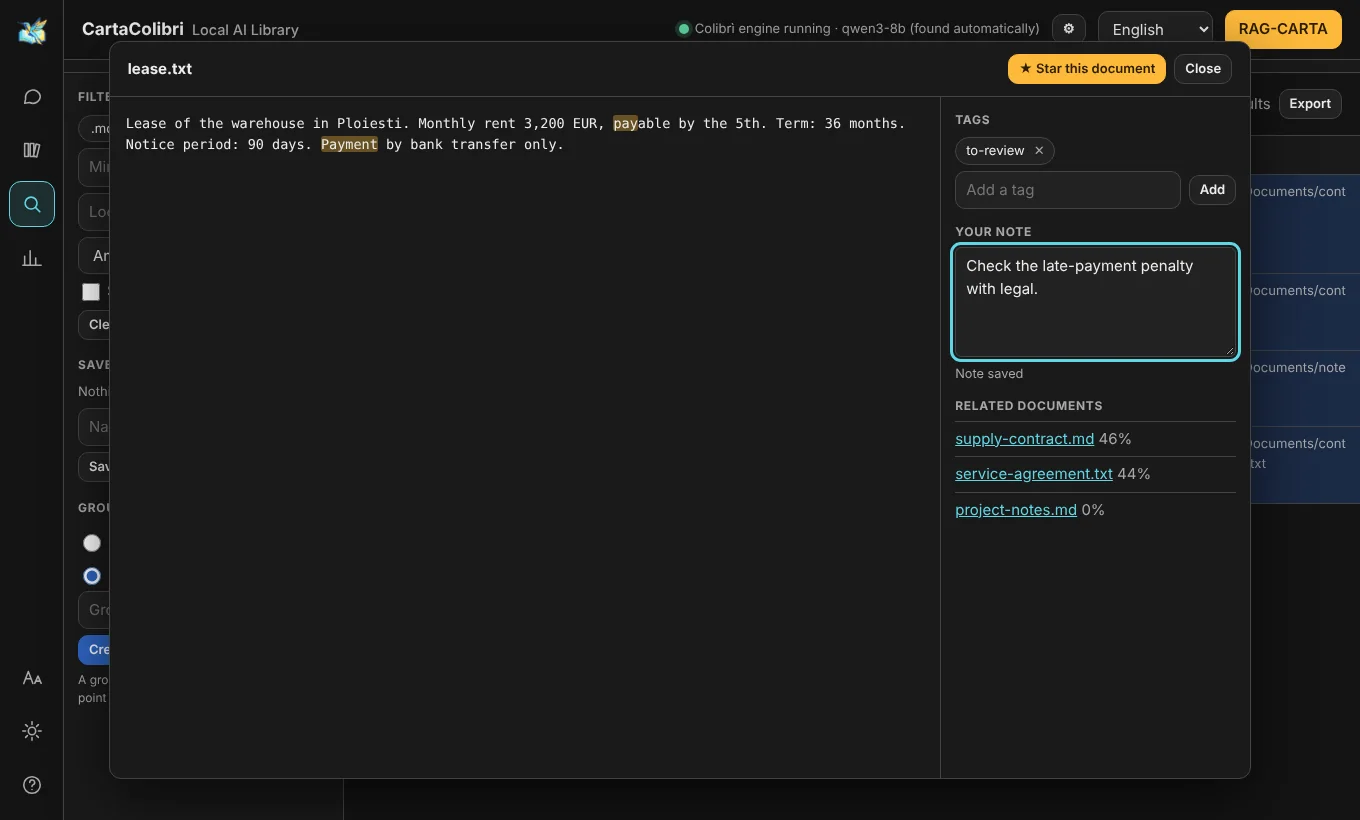 CartaColibri Local AI Library
Colibrì engine running · qwen3-8b (found automatically)
English
RAG-CARTA
lease.txt
★ Star this document
Close
Export
Lease of the warehouse in Ploiesti. Monthly rent 3,200 EUR, payable by the 5th. Term: 36 months.
Notice period: 90 days. Payment by bank transfer only.
TAGS
to-review ✕
Add a tag
Add
YOUR NOTE
Check the late-payment penalty
with legal.
Note saved
RELATED DOCUMENTS
supply-contract.md 46%
service-agreement.txt 44%
project-notes.md 0%
A gro
point